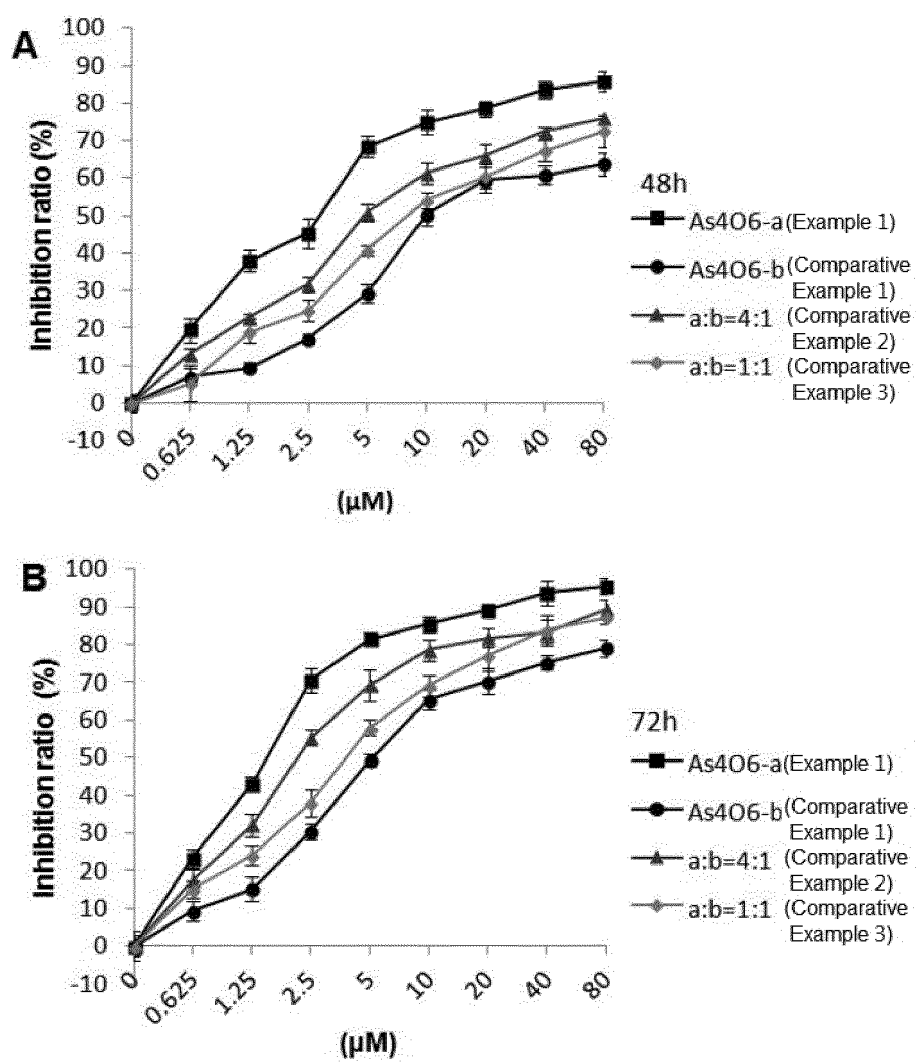 A
100
90
80
70
60
50
40
30
20
10
0
-10
Inhibition ratio (%)
0
0.625
1.25
2.5
5
10
20
40
80
(µM)
48h
As4O6-a (Example 1)
As4O6-b (Comparative
Example 1)
a:b=4:1 (Comparative
Example 2)
a:b=1:1 (Comparative
Example 3)
B
100
90
80
70
60
50
40
30
20
10
0
-10
Inhibition ratio (%)
0
0.625
1.25
2.5
5
10
20
40
80
(µM)
72h
As4O6-a (Example 1)
As4O6-b (Comparative
Example 1)
a:b=4:1 (Comparative
Example 2)
a:b=1:1 (Comparative
Example 3)